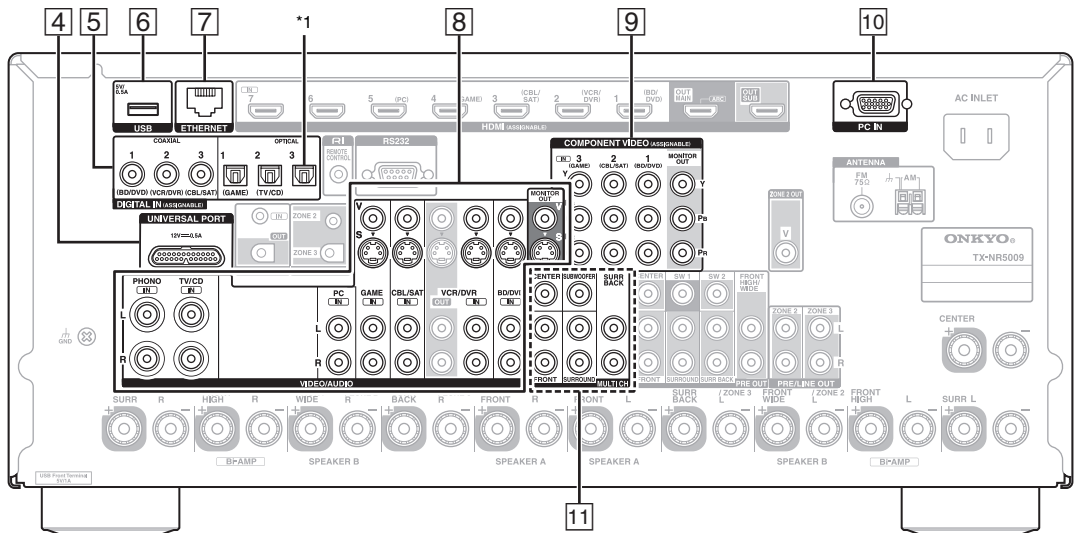 4 5 6 7 *1 8 9 10
5V/
0.5A
USB
ETHERNET
IN
7 6 5 (PC) 4 (GAME) 3 (CBL/
SAT) 2 (VCR/
DVR) 1 (BD/
DVD)
OUT
MAIN
(ARC)
OUT
SUB
HDMI (ASSIGNABLE)
PC IN
AC INLET
COAXIAL OPTICAL
1 2 3 1 2 3
(BD/DVD) (VCR/DVR) (CBL/SAT) (GAME) (TV/CD)
DIGITAL IN (ASSIGNABLE)
RI
REMOTE
CONTROL
RS232
COMPONENT VIDEO (ASSIGNABLE)
IN 3
(GAME)
2
(CBL/SAT)
1
(BD/DVD)
MONITOR
OUT
Y Y
PB
PR
ANTENNA
FM
75Ω
AM
UNIVERSAL PORT
12V 0.5A
IN
OUT
ZONE 2
ZONE 3
V
S
MONITOR
OUT
V
S
ZONE 2 OUT
V
ONKYO®
TX-NR5009
PHONO
IN
TV/CD
IN
PC
IN
GAME
IN
CBL/SAT
IN
VCR/DVR
OUT IN
BD/DVD
IN
CENTER SUBWOOFER SURR
BACK
CENTER SW 1 SW 2 FRONT
HIGH/
WIDE
ZONE 2 ZONE 3
L L L
R R R
GND
VIDEO/AUDIO
FRONT SURROUND MULTI CH
FRONT SURROUND SURR BACK PRE OUT
PRE/LINE OUT
CENTER
+ −
SURR R HIGH R WIDE R BACK R FRONT R FRONT L SURR
BACK L / ZONE 3 FRONT
WIDE L / ZONE 2 FRONT
HIGH L SURR L
Bi-AMP SPEAKER B SPEAKER A SPEAKER A SPEAKER B Bi-AMP
USB Front Terminal
5V/1A
11